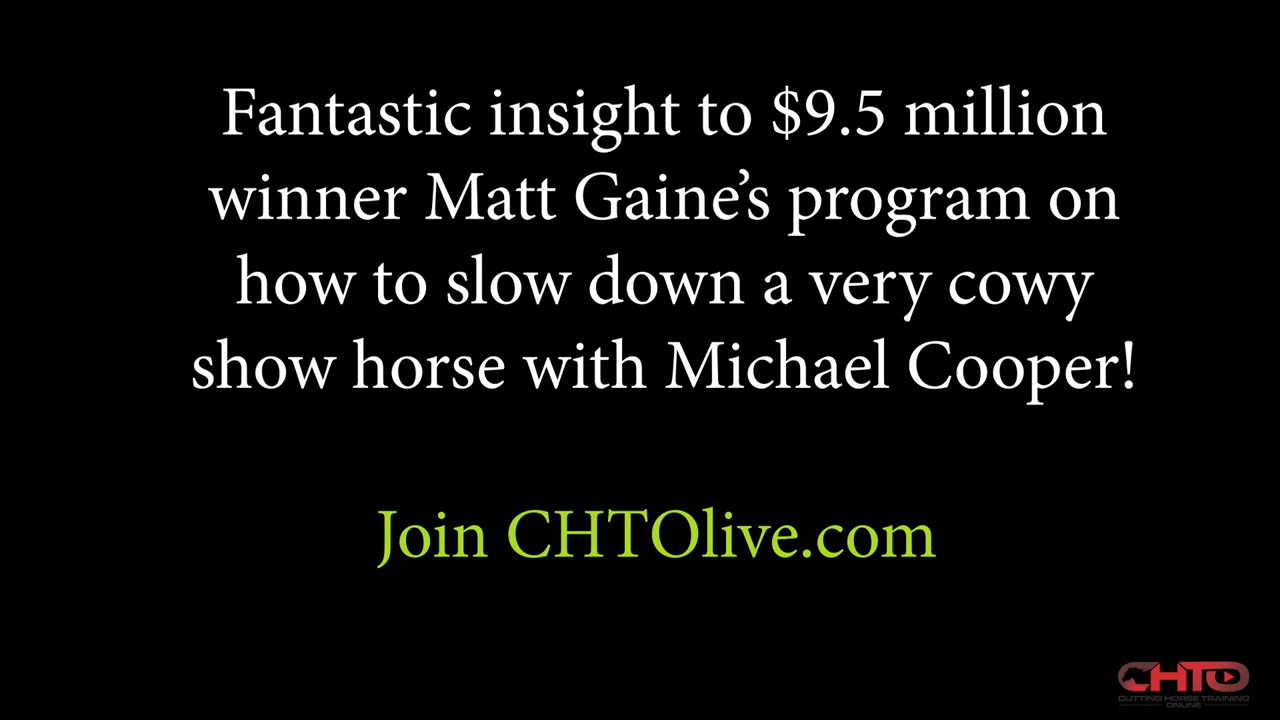 Fantastic insight to $9.5 million
winner Matt Gaine’s program on
how to slow down a very cowy
show horse with Michael Cooper!
Join CHTOlive.com
CHTO
CUTTING HORSE TRAINING
ONLINE